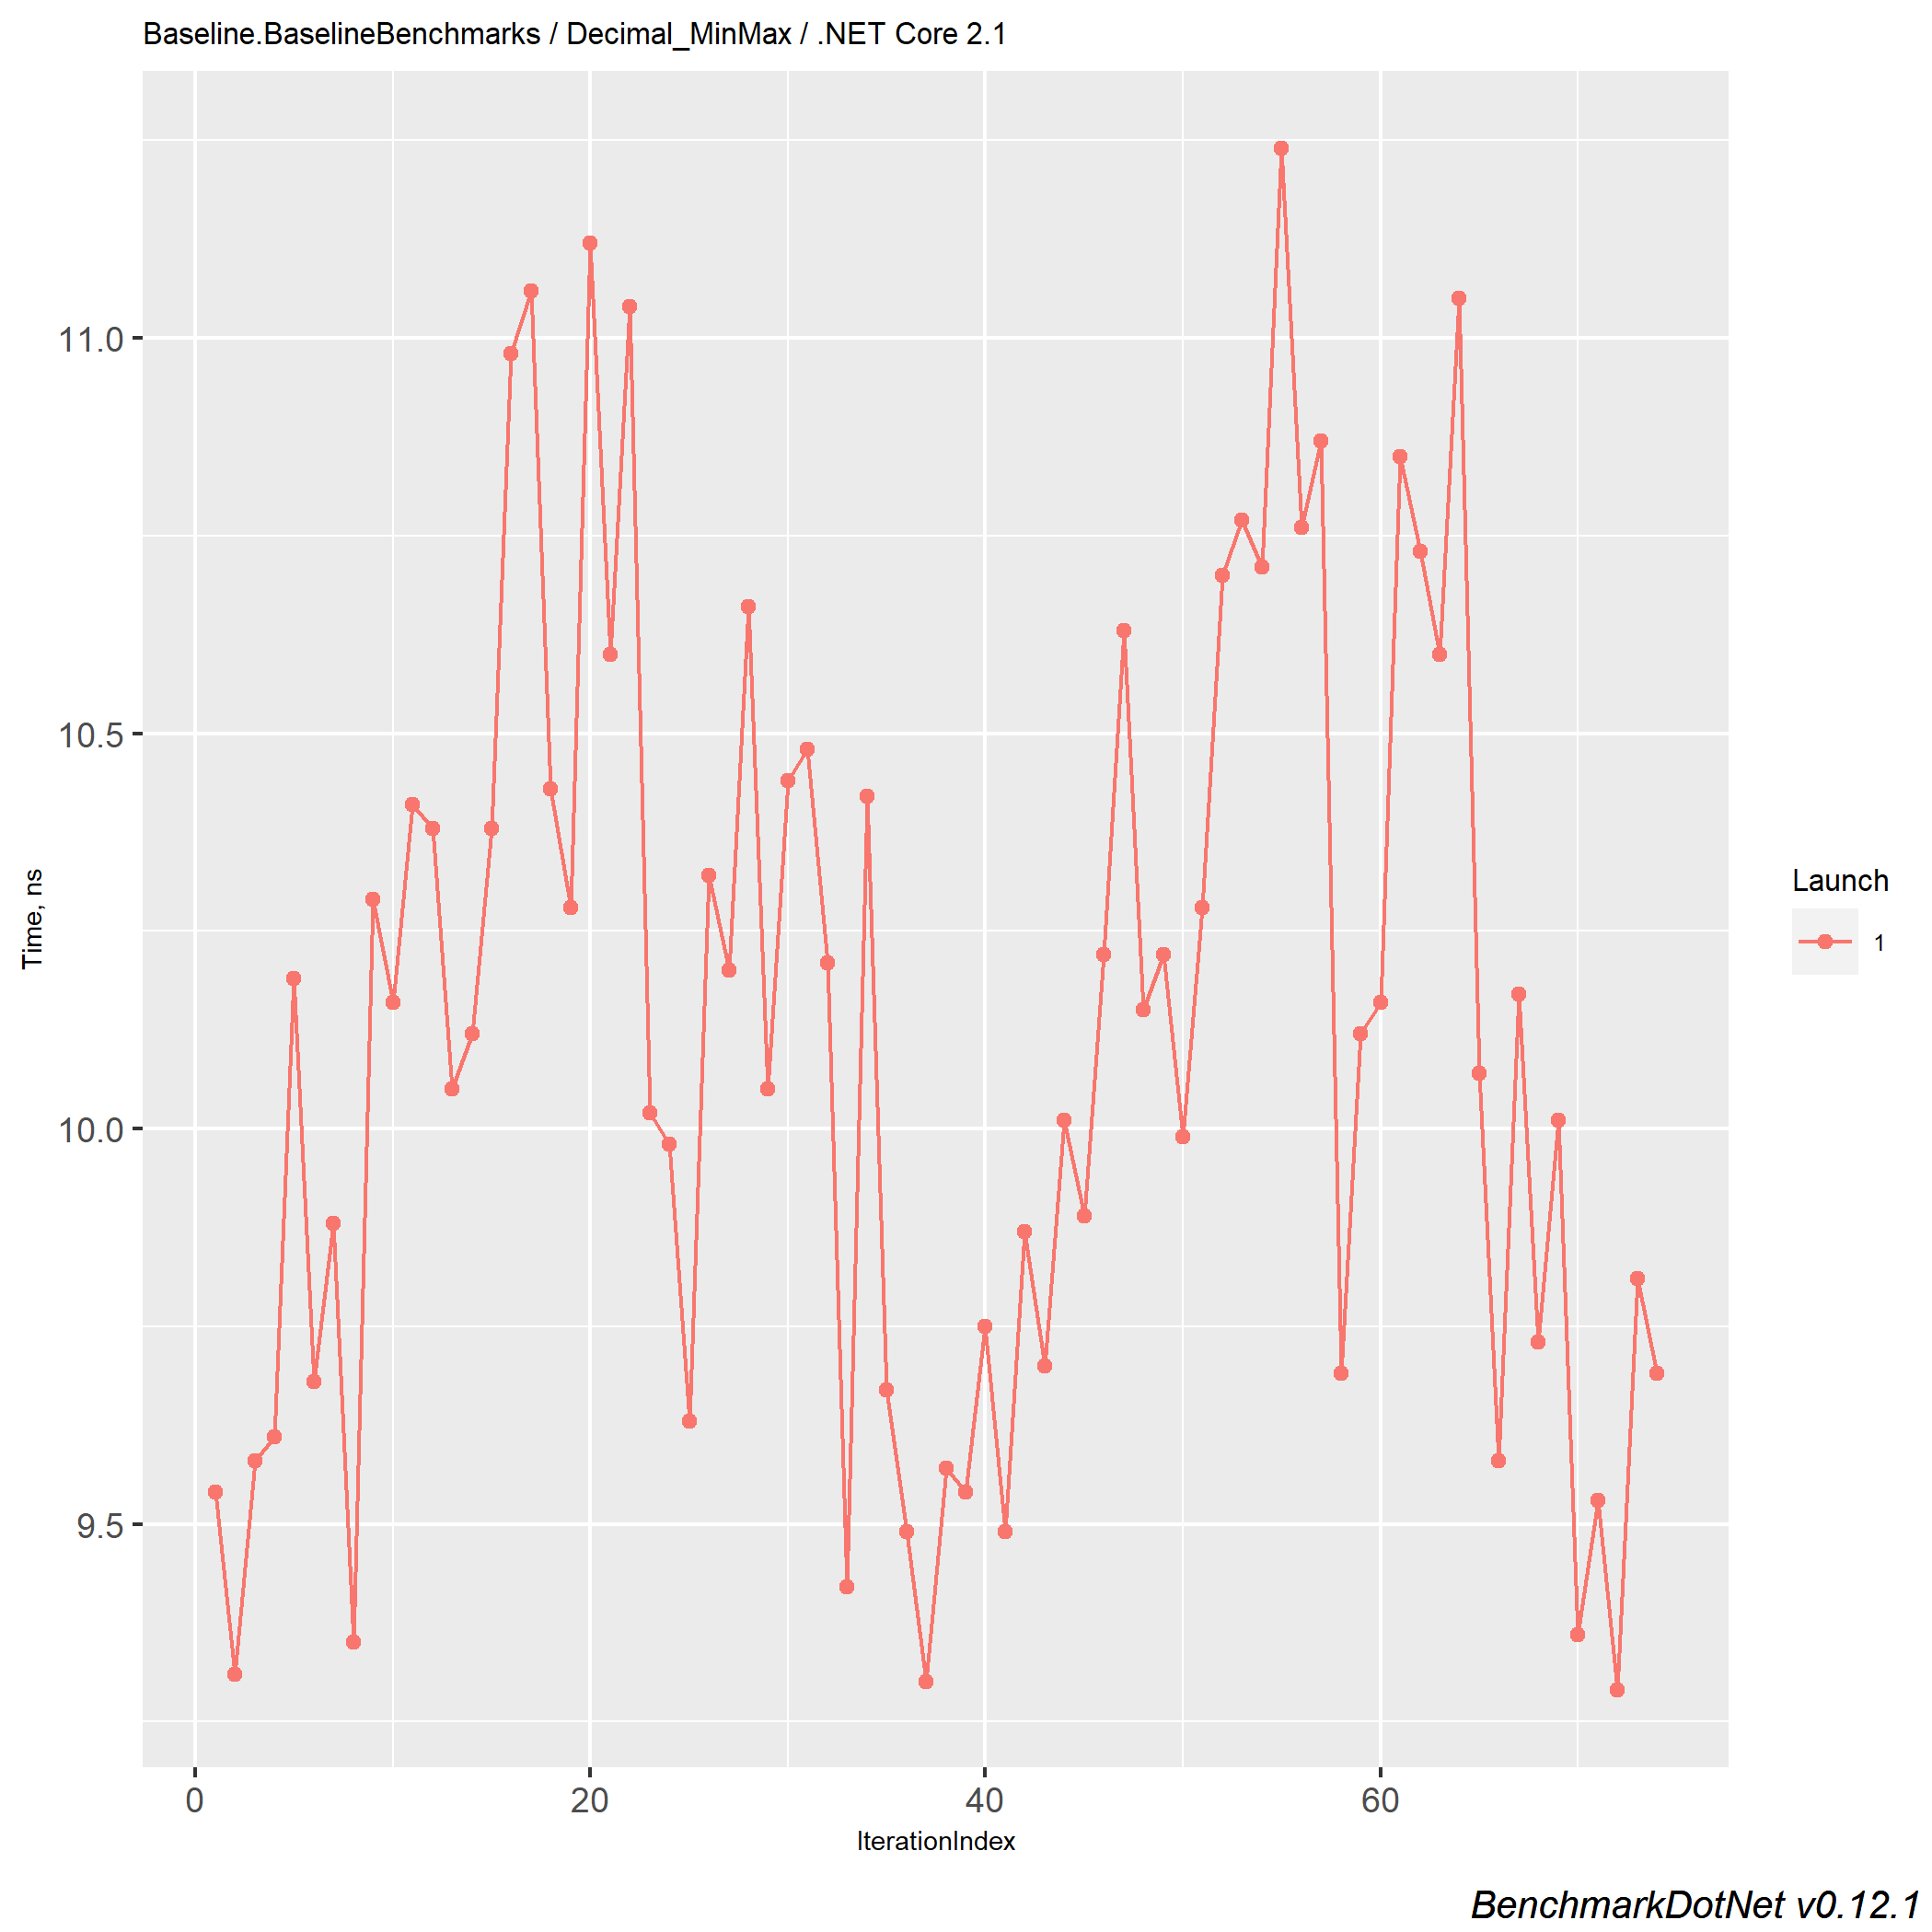 Baseline.BaselineBenchmarks / Decimal_MinMax / .NET Core 2.1
11.0
10.5
10.0
9.5
Time, ns
0 20 40 60
IterationIndex
Launch
1
BenchmarkDotNet v0.12.1